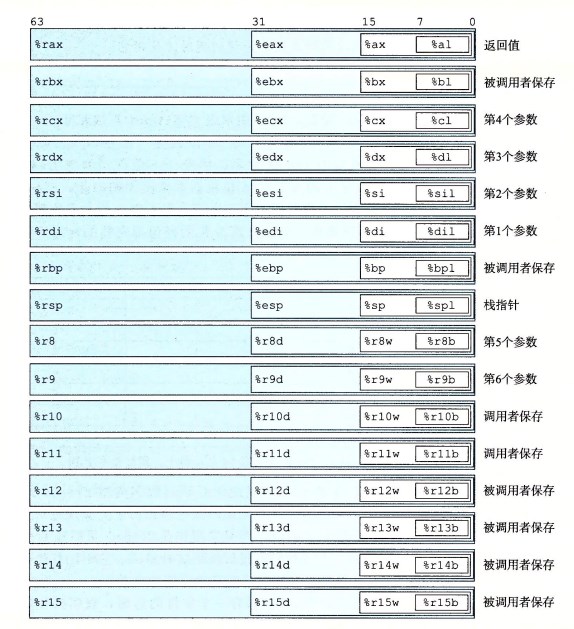 63 31 15 7 0
%rax %eax %ax %al 返回值
%rbx %ebx %bx %bl 被调用者保存
%rcx %ecx %cx %cl 第4个参数
%rdx %edx %dx %dl 第3个参数
%rsi %esi %si %sil 第2个参数
%rdi %edi %di %dil 第1个参数
%rbp %ebp %bp %bpl 被调用者保存
%rsp %esp %sp %spl 栈指针
%r8 %r8d %r8w %r8b 第5个参数
%r9 %r9d %r9w %r9b 第6个参数
%r10 %r10d %r10w %r10b 调用者保存
%r11 %r11d %r11w %r11b 调用者保存
%r12 %r12d %r12w %r12b 被调用者保存
%r13 %r13d %r13w %r13b 被调用者保存
%r14 %r14d %r14w %r14b 被调用者保存
%r15 %r15d %r15w %r15b 被调用者保存